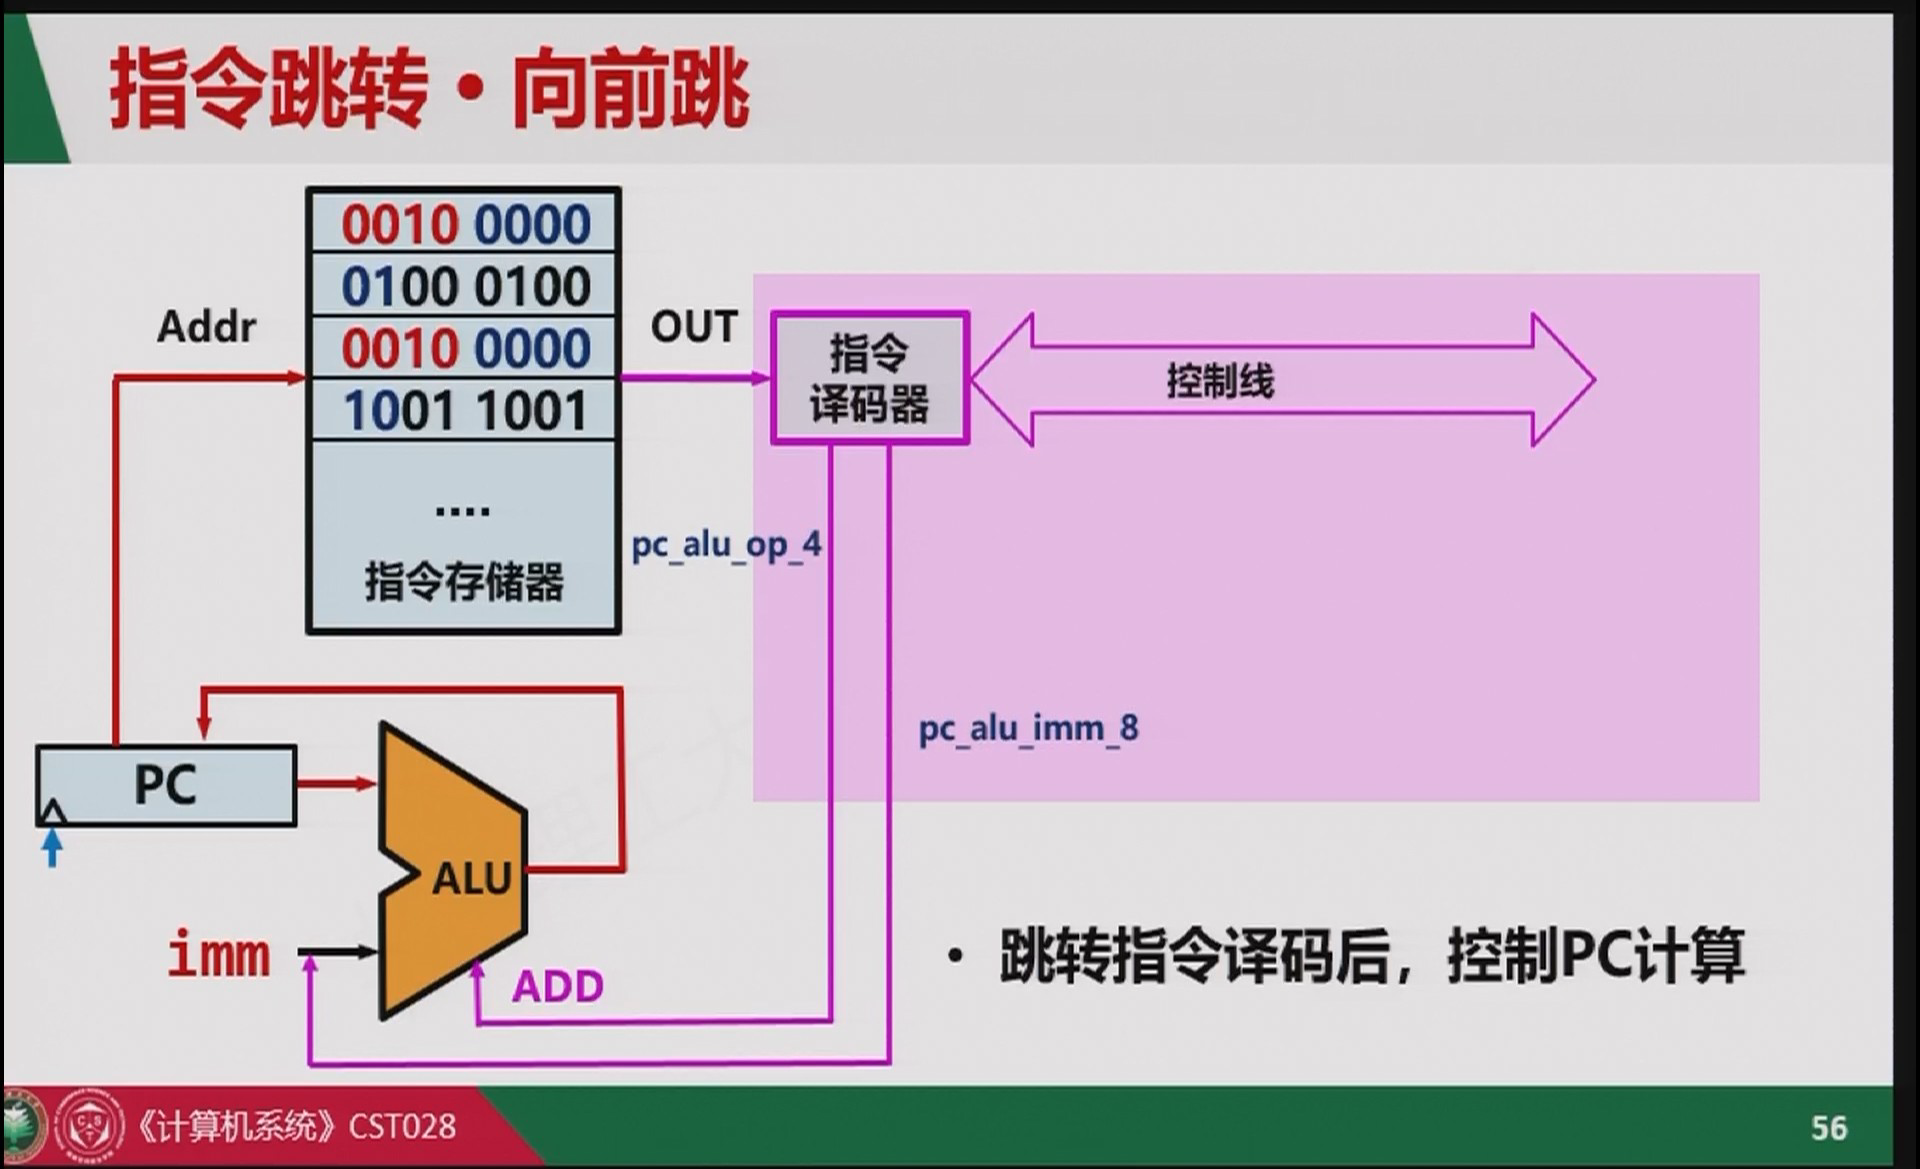 指令跳转·向前跳
0010 0000
0100 0100
0010 0000
1001 1001
....
指令存储器
Addr
OUT
指令
译码器
控制线
pc_alu_op_4
pc_alu_imm_8
PC
ALU
imm
ADD
• 跳转指令译码后，控制PC计算
《计算机系统》CST028
56